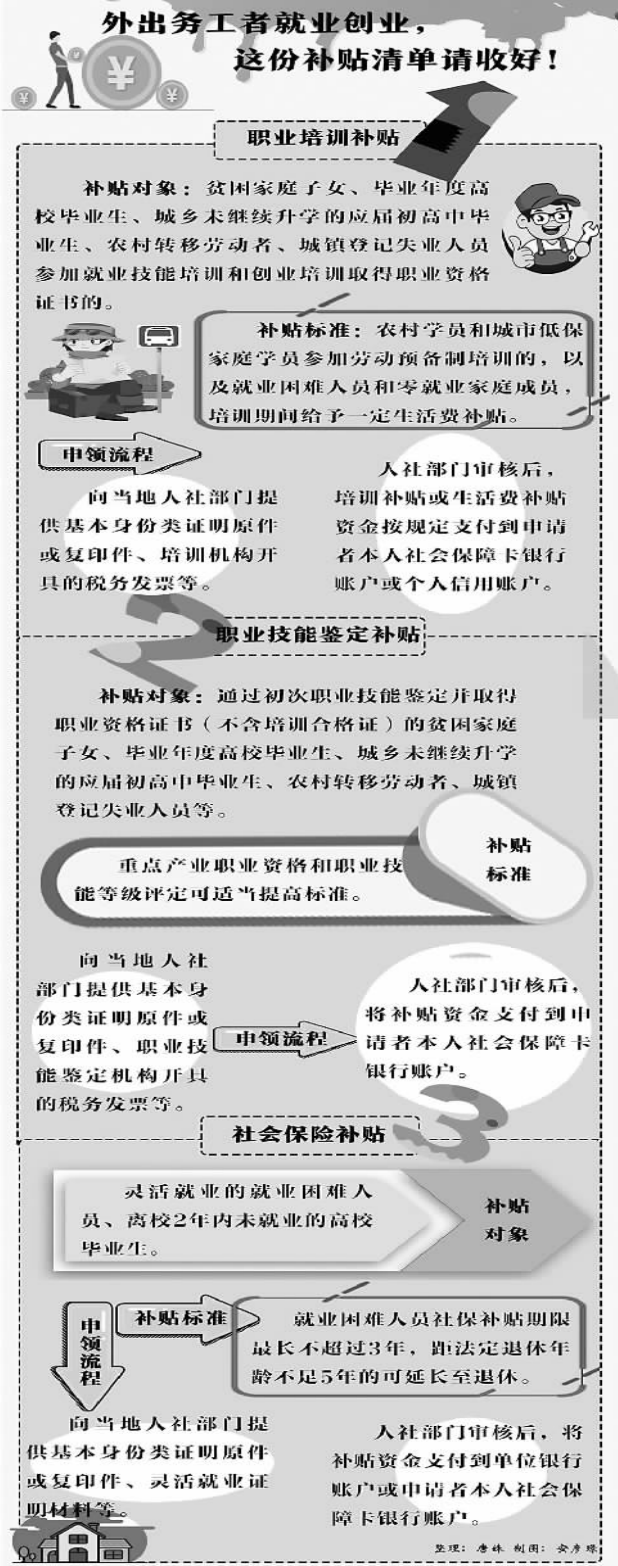 外出务工者就业创业，
这份补贴清单请收好！
¥
¥
¥
¥
1
职业培训补贴
补贴对象：贫困家庭子女、毕业年度高
校毕业生、城乡未继续升学的应届初高中毕
业生、农村转移劳动者、城镇登记失业人员
参加就业技能培训和创业培训取得职业资格
证书的。
补贴标准：农村学员和城市低保
家庭学员参加劳动预备制培训的，以
及就业困难人员和零就业家庭成员，
培训期间给予一定生活费补贴。
申领流程
向当地人社部门提
供基本身份类证明原件
或复印件、培训机构开
具的税务发票等。
人社部门审核后，
培训补贴或生活费补贴
资金按规定支付到申请
者本人社会保障卡银行
账户或个人信用账户。
2
职业技能鉴定补贴
补贴对象：通过初次职业技能鉴定并取得
职业资格证书（不含培训合格证）的贫困家庭
子女、毕业年度高校毕业生、城乡未继续升学
的应届初高中毕业生、农村转移劳动者、城镇
登记失业人员等。
补贴
标准
重点产业职业资格和职业技
能等级评定可适当提高标准。
向当地人社
部门提供基本身
份类证明原件或
复印件、职业技
能鉴定机构开具
的税务发票等。
申领流程
人社部门审核后，
将补贴资金支付到申
请者本人社会保障卡
银行账户。
3
社会保险补贴
灵活就业的就业困难人
员、离校2年内未就业的高校
毕业生。
补贴
对象
补贴标准
就业困难人员社保补贴期限
最长不超过3年，距法定退休年
龄不足5年的可延长至退休。
申领流程
向当地人社部门提
供基本身份类证明原件
或复印件、灵活就业证
明材料等。
人社部门审核后，将
补贴资金支付到单位银行
账户或申请者本人社会保
障卡银行账户。
整理：唐姝 制图：安彦璟